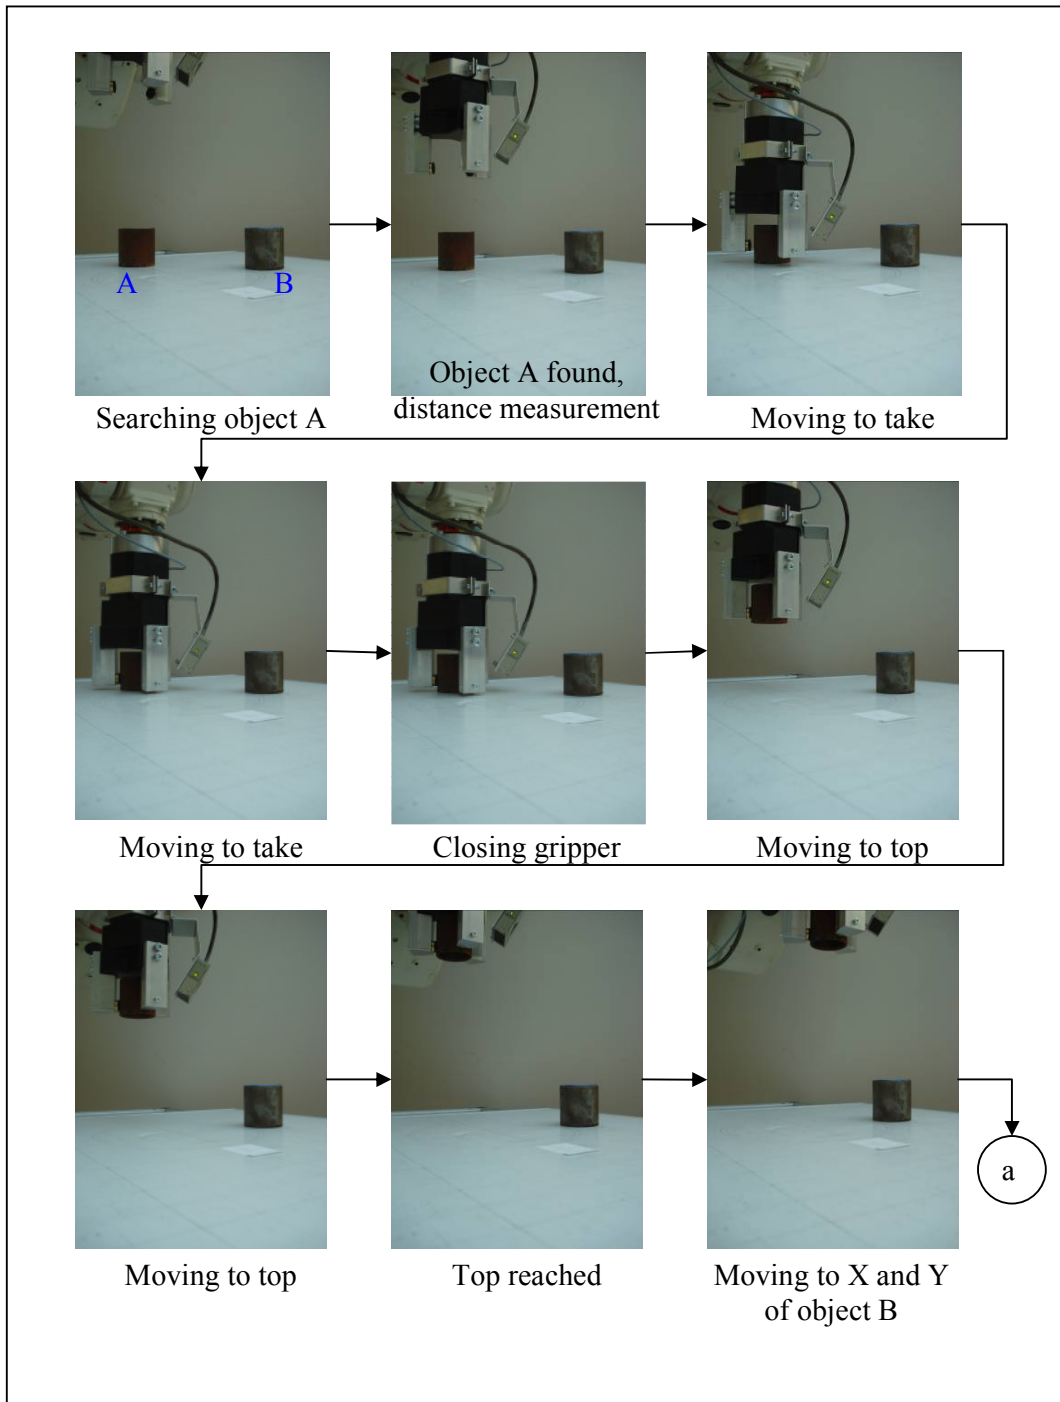 A
B
Searching object A
Object A found,
distance measurement
Moving to take
Moving to take
Closing gripper
Moving to top
Moving to top
Top reached
Moving to X and Y
of object B
a